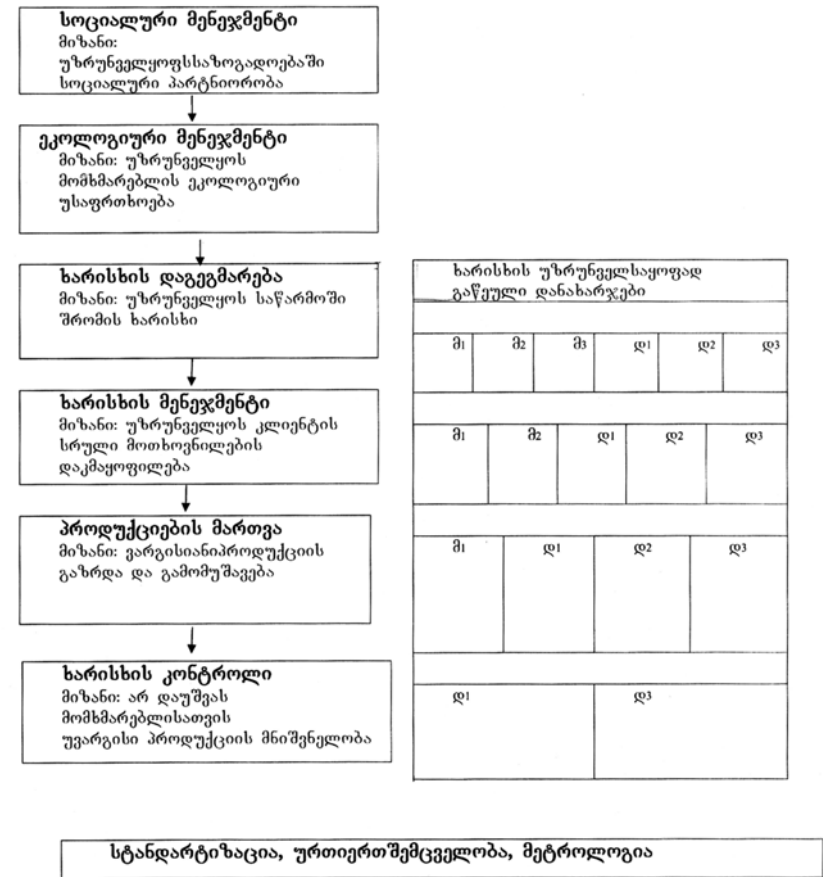 სოციალური მენეჯმენტი
მიზანი:
უზრუნველყოფსსაზოგადოებაში
სოციალური პარტნიორობა
ეკოლოგიური მენეჯმენტი
მიზანი: უზრუნველყოს
მომხმარებლის ეკოლოგიური
უსაფრთხოება
ხარისხის დაგეგმარება
მიზანი: უზრუნველყოს საწარმოში
შრომის ხარისხი
ხარისხის მენეჯმენტი
მიზანი: უზრუნველყოს კლიენტის
სრული მოთხოვნილების
დაკმაყოფილება
პროდუქციების მართვა
მიზანი: ვარგისიანიპროდუქციის
გაზრდა და გამომუშავება
ხარისხის კონტროლი
მიზანი: არ დაუშვას
მომხმარებლისათვის
უვარგისი პროდუქციის მნიშვნელობა
ხარისხის უზრუნველსაყოფად
გაწეული დანახარჯები
მ1 მ2 მ3 დ1 დ2 დ3
მ1 მ2 დ1 დ2 დ3
მ1 დ1 დ2 დ3
დ1 დ3
სტანდარტიზაცია, ურთიერთშემცველობა, მეტროლოგია